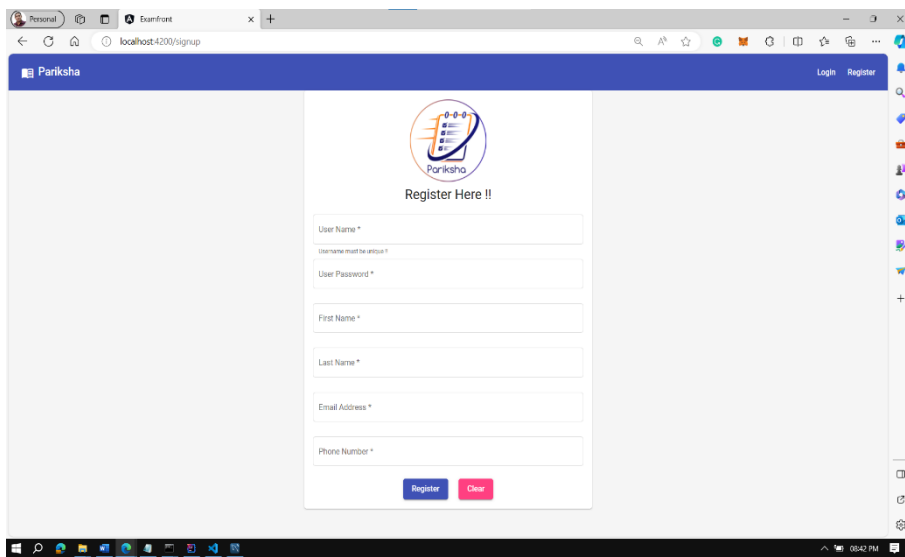 Personal
Examfront
localhost:4200/signup
Pariksha
Login Register
Pariksha
Register Here !!
User Name *
Username must be unique !!
User Password *
First Name *
Last Name *
Email Address *
Phone Number *
Register Clear
08:42 PM